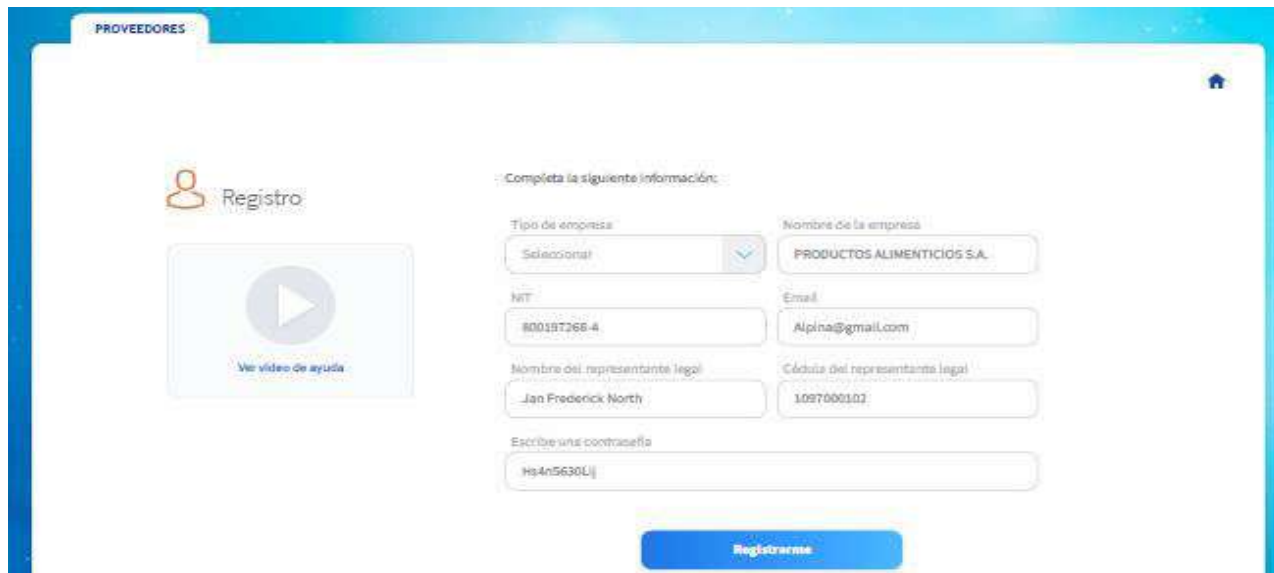 PROVEEDORES
Registro
Ver video de ayuda
Completa la siguiente información:
Tipo de empresa
Nombre de la empresa
Seleccionar
PRODUCTOS ALIMENTICIOS S.A.
NIT
Email
800197268-4
Alpina@gmail.com
Nombre del representante legal
Cédula del representante legal
Jan Frederick North
1097000102
Escribe una contraseña
Registrarme